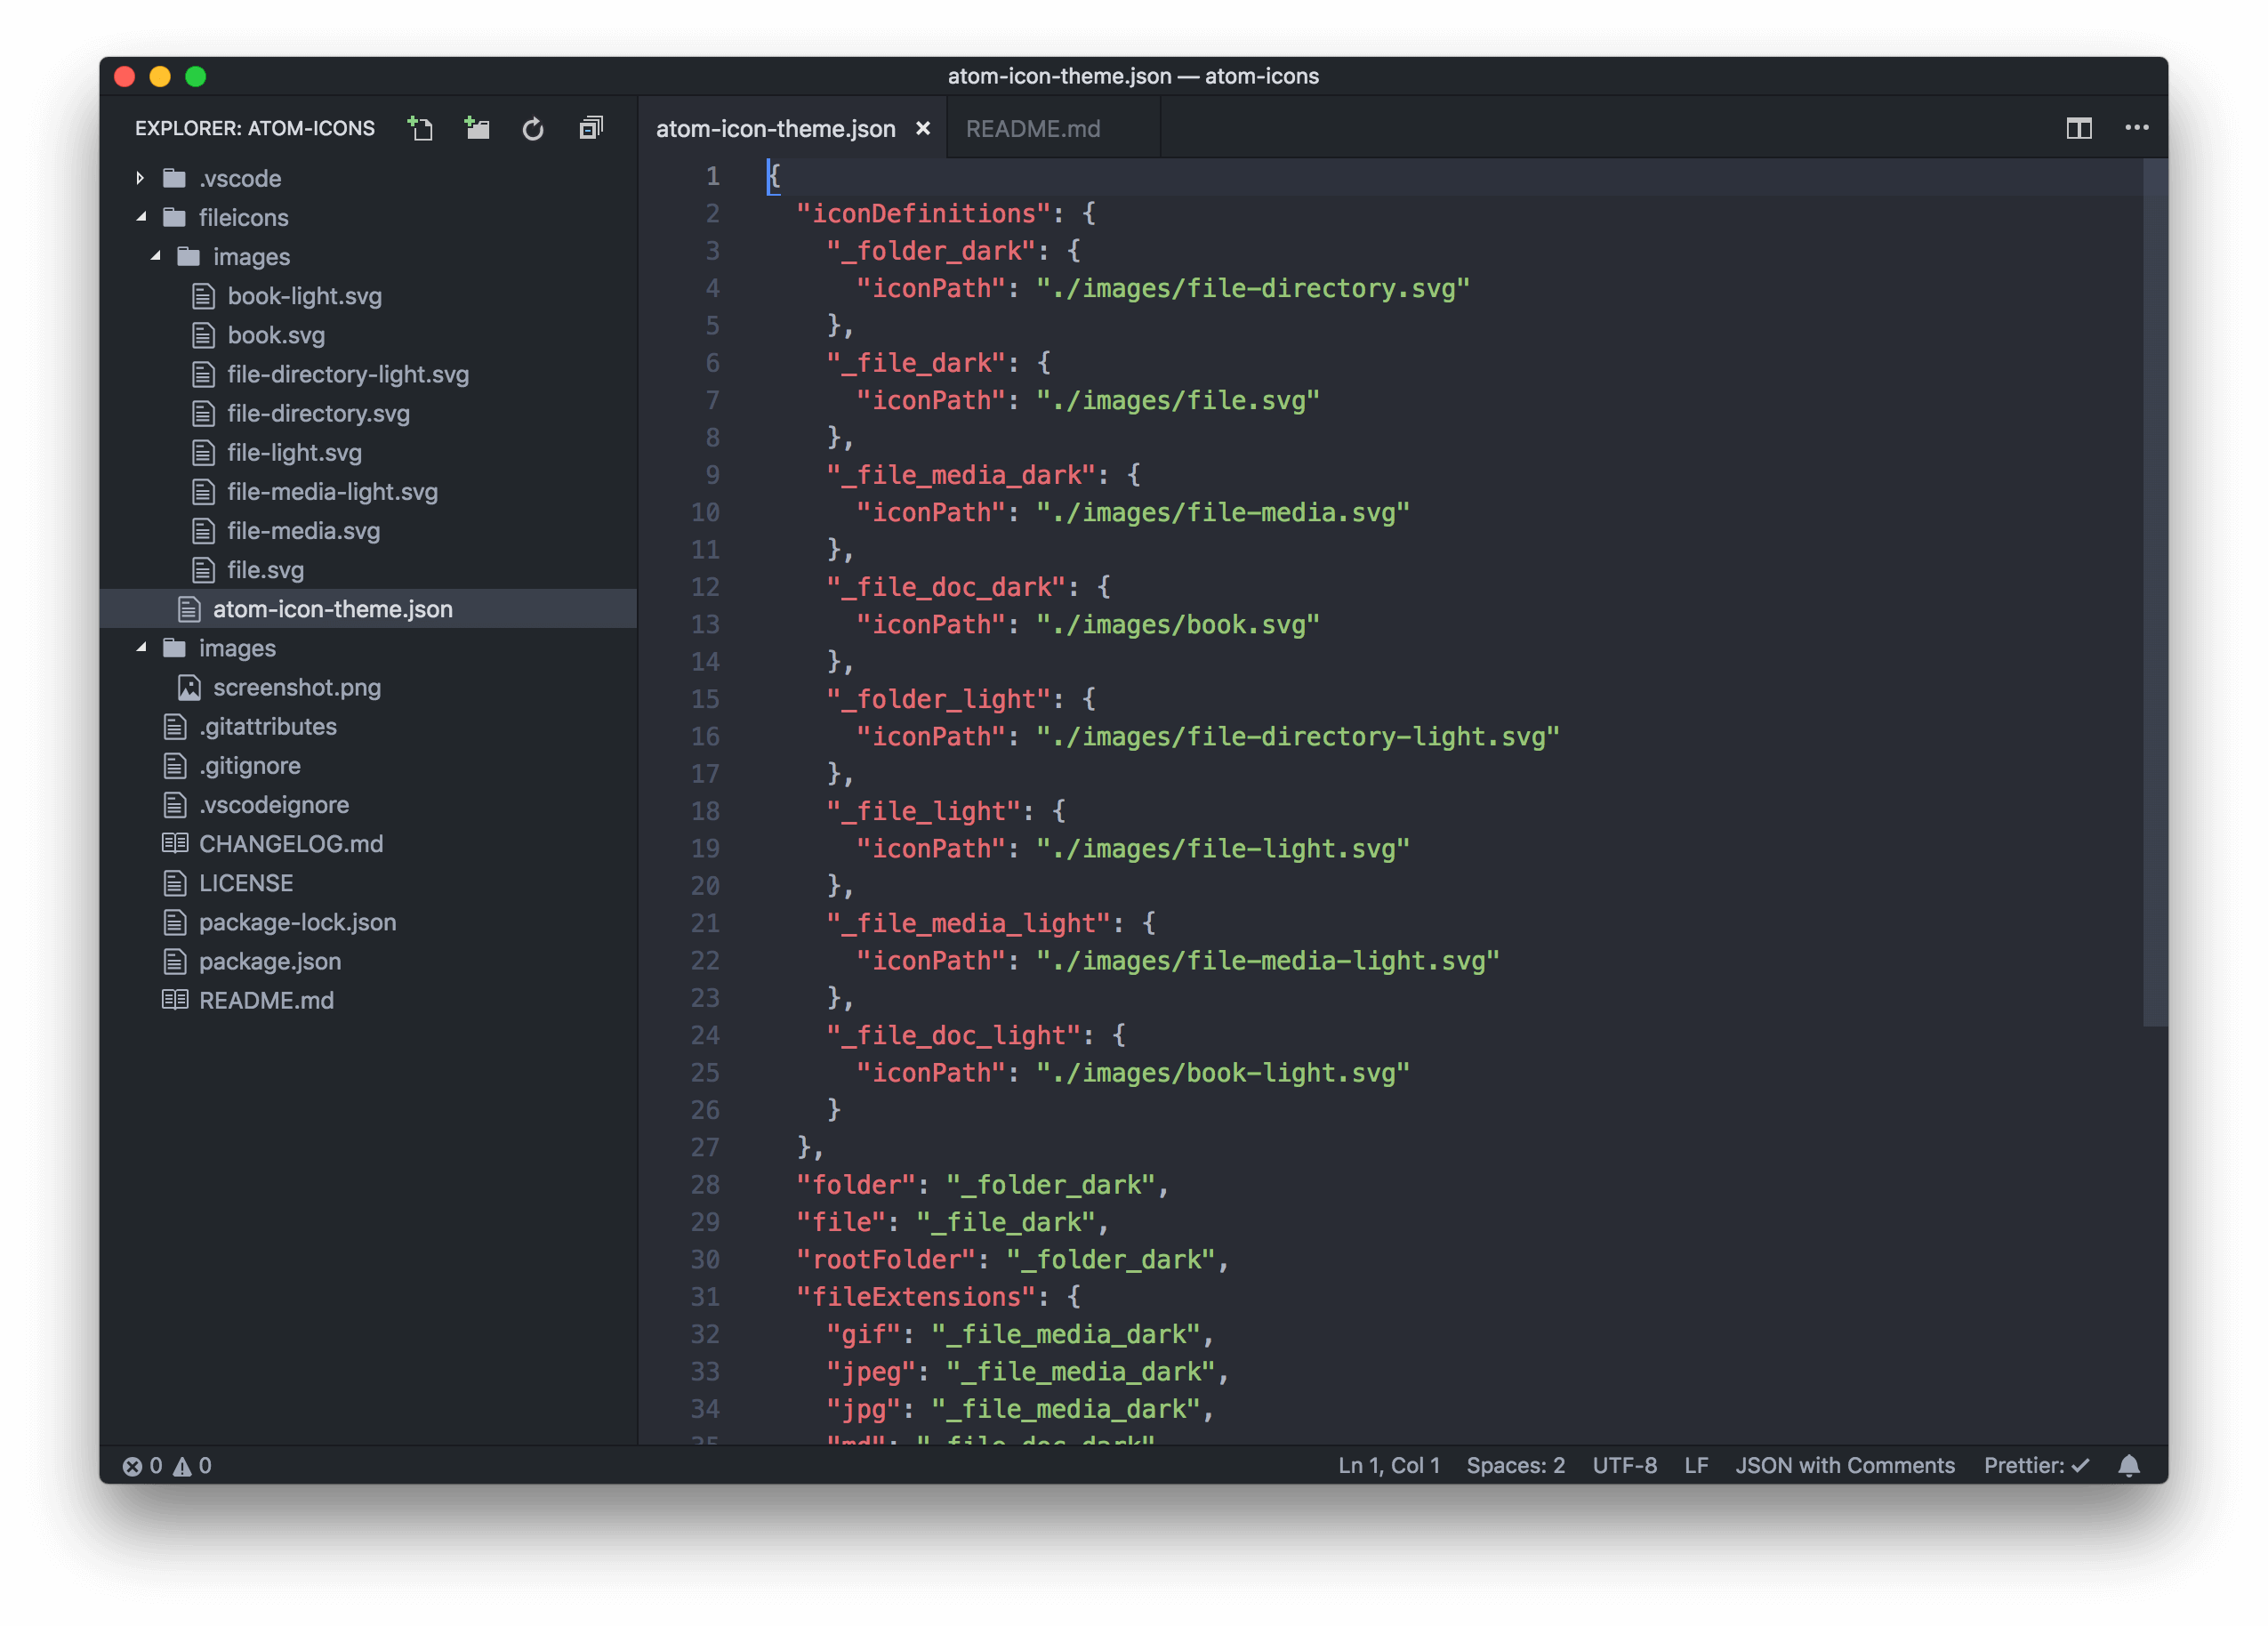 atom-icon-theme.json — atom-icons
EXPLORER: ATOM-ICONS
.vscode
fileicons
images
book-light.svg
book.svg
file-directory-light.svg
file-directory.svg
file-light.svg
file-media-light.svg
file-media.svg
file.svg
atom-icon-theme.json
images
screenshot.png
.gitattributes
.gitignore
.vscodeignore
CHANGELOG.md
LICENSE
package-lock.json
package.json
README.md
atom-icon-theme.json × README.md
1 {
2 "iconDefinitions": {
3 "_folder_dark": {
4 "iconPath": "./images/file-directory.svg"
5 },
6 "_file_dark": {
7 "iconPath": "./images/file.svg"
8 },
9 "_file_media_dark": {
10 "iconPath": "./images/file-media.svg"
11 },
12 "_file_doc_dark": {
13 "iconPath": "./images/book.svg"
14 },
15 "_folder_light": {
16 "iconPath": "./images/file-directory-light.svg"
17 },
18 "_file_light": {
19 "iconPath": "./images/file-light.svg"
20 },
21 "_file_media_light": {
22 "iconPath": "./images/file-media-light.svg"
23 },
24 "_file_doc_light": {
25 "iconPath": "./images/book-light.svg"
26 }
27 },
28 "folder": "_folder_dark",
29 "file": "_file_dark",
30 "rootFolder": "_folder_dark",
31 "fileExtensions": {
32 "gif": "_file_media_dark",
33 "jpeg": "_file_media_dark",
34 "jpg": "_file_media_dark",
35 "md": "_file_doc_dark"
0 0
Ln 1, Col 1 Spaces: 2 UTF-8 LF JSON with Comments Prettier: ✓